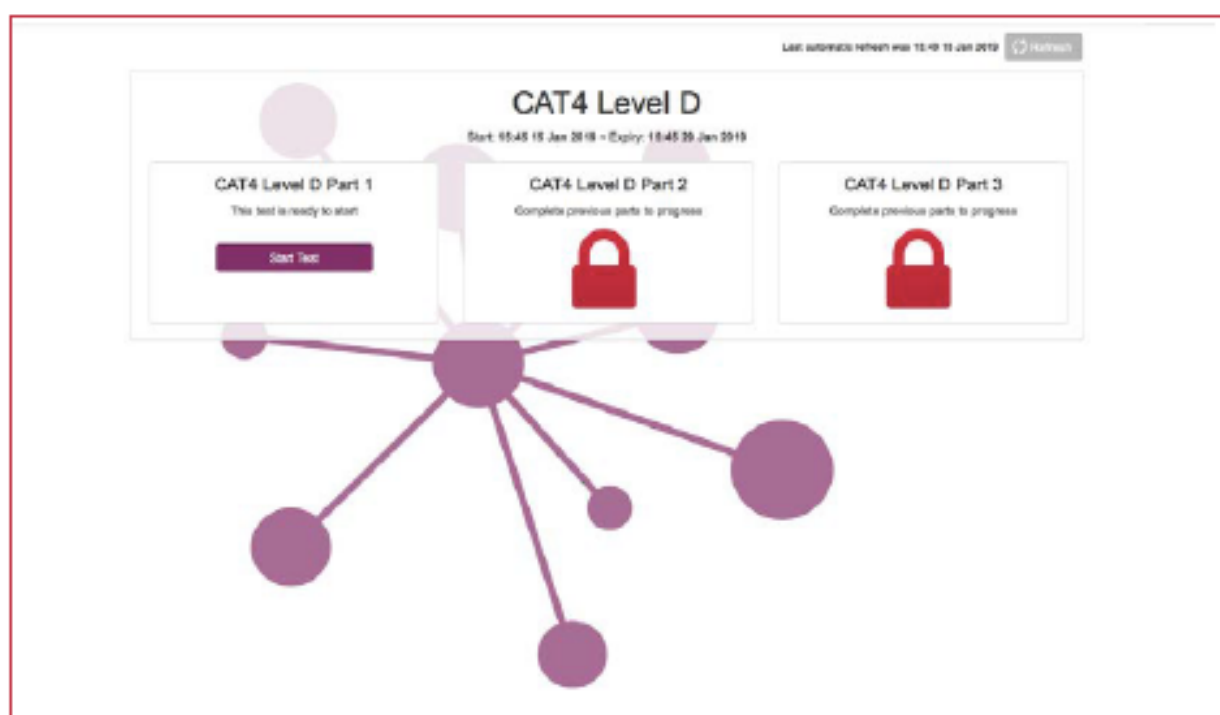 Last automatic refresh was 15:49 15 Jan 2019 Refresh
CAT4 Level D
Start: 15:45 15 Jan 2019 - Expiry: 15:45 29 Jan 2019
CAT4 Level D Part 1
This test is ready to start
Start Test
CAT4 Level D Part 2
Complete previous parts to progress
CAT4 Level D Part 3
Complete previous parts to progress